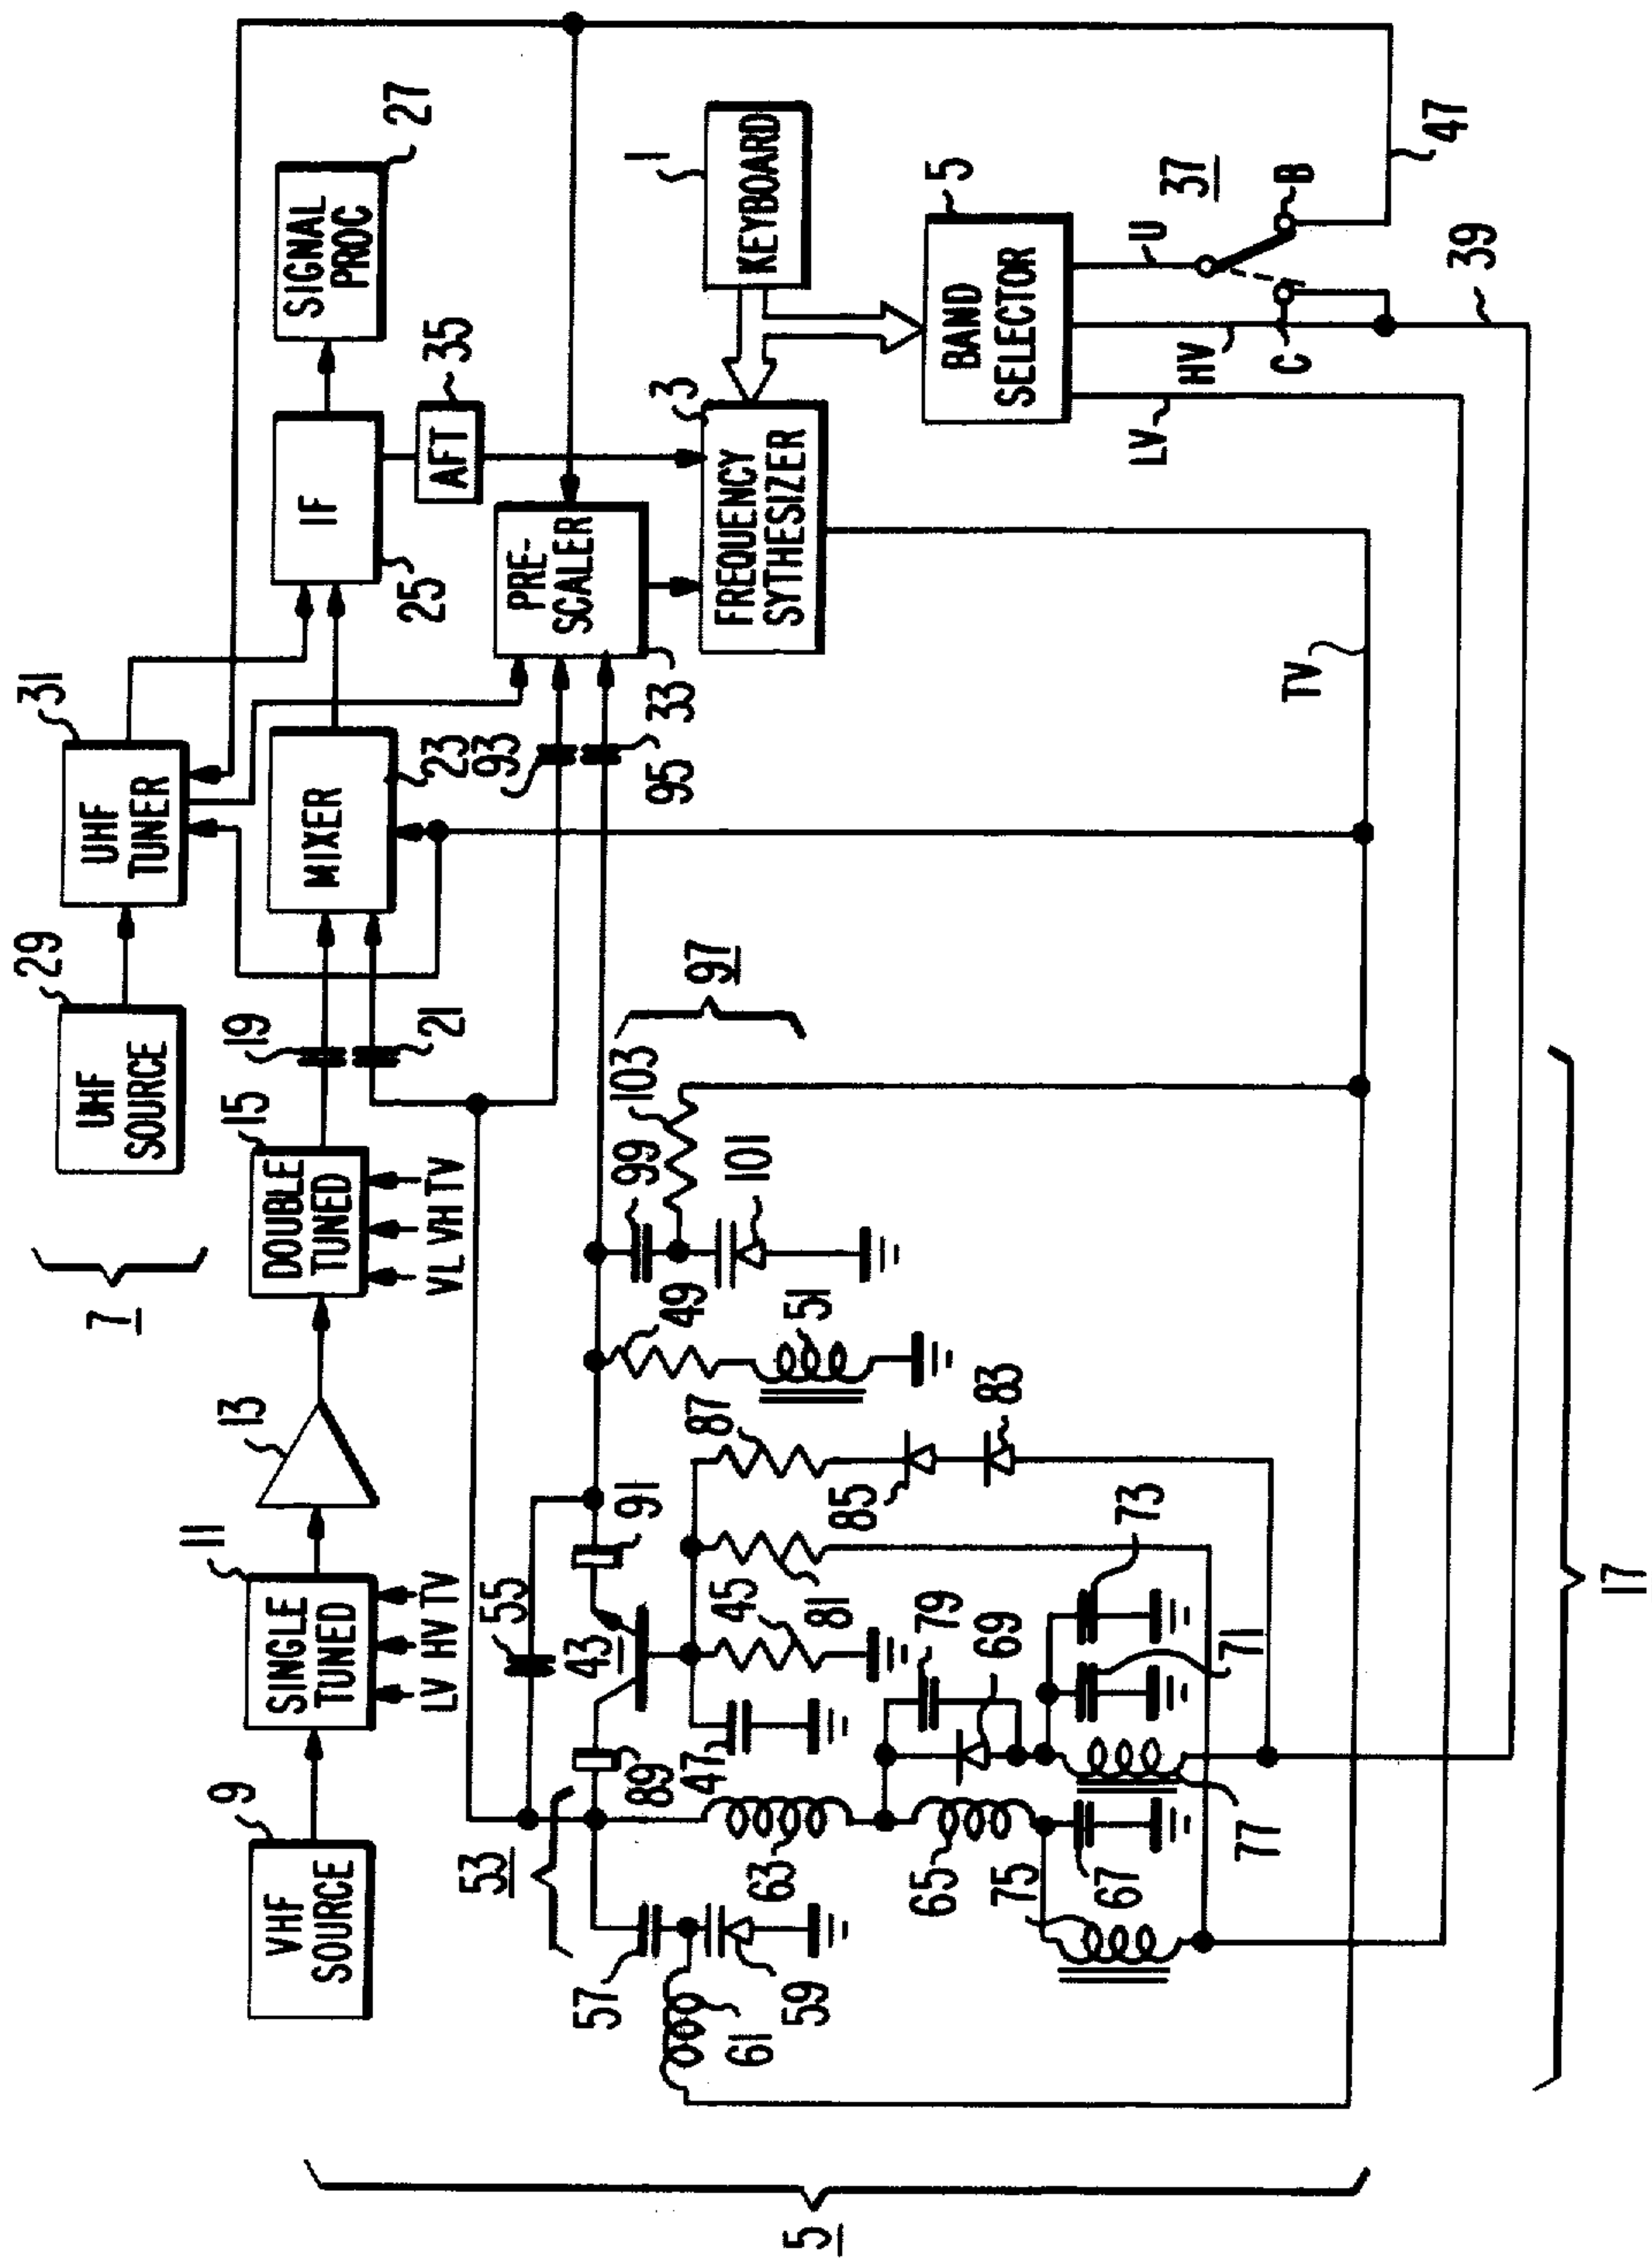 7
29
UHF
SOURCE
31
UHF
TUNER
9
VHF
SOURCE
11
SINGLE
TUNED
LV HV TV
13
15
DOUBLE
TUNED
VL VH TV
19
21
MIXER
23
IF
25
SIGNAL
PROC
27
AFT
35
93
95
33
PRE-
SCALER
3
FREQUENCY
SYTHESIZER
1
KEYBOARD
5
BAND
SELECTOR
LV
HV
U
37
C
B
39
47
TV
53
55
43
89
91
57
59
61
63
65
67
75
77
47
45
81
79
69
71
73
87
85
83
49
51
99
101
103
97
5
17